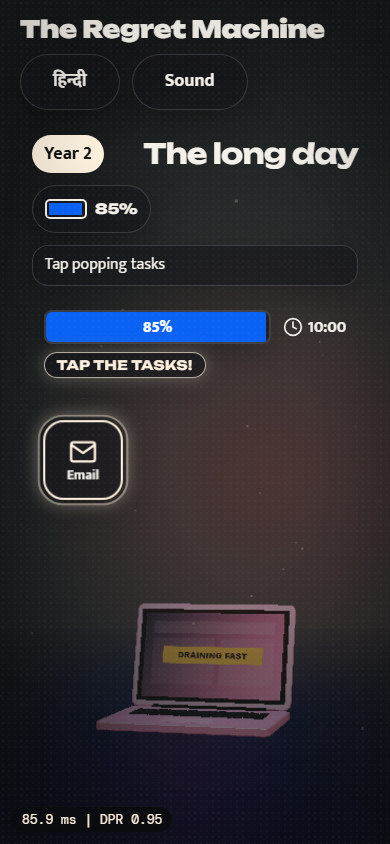 The Regret Machine
हिन्दी
Sound
Year 2
The long day
85%
Tap popping tasks
85%
10:00
TAP THE TASKS!
Email
DRAINING FAST
85.9 ms | DPR 0.95